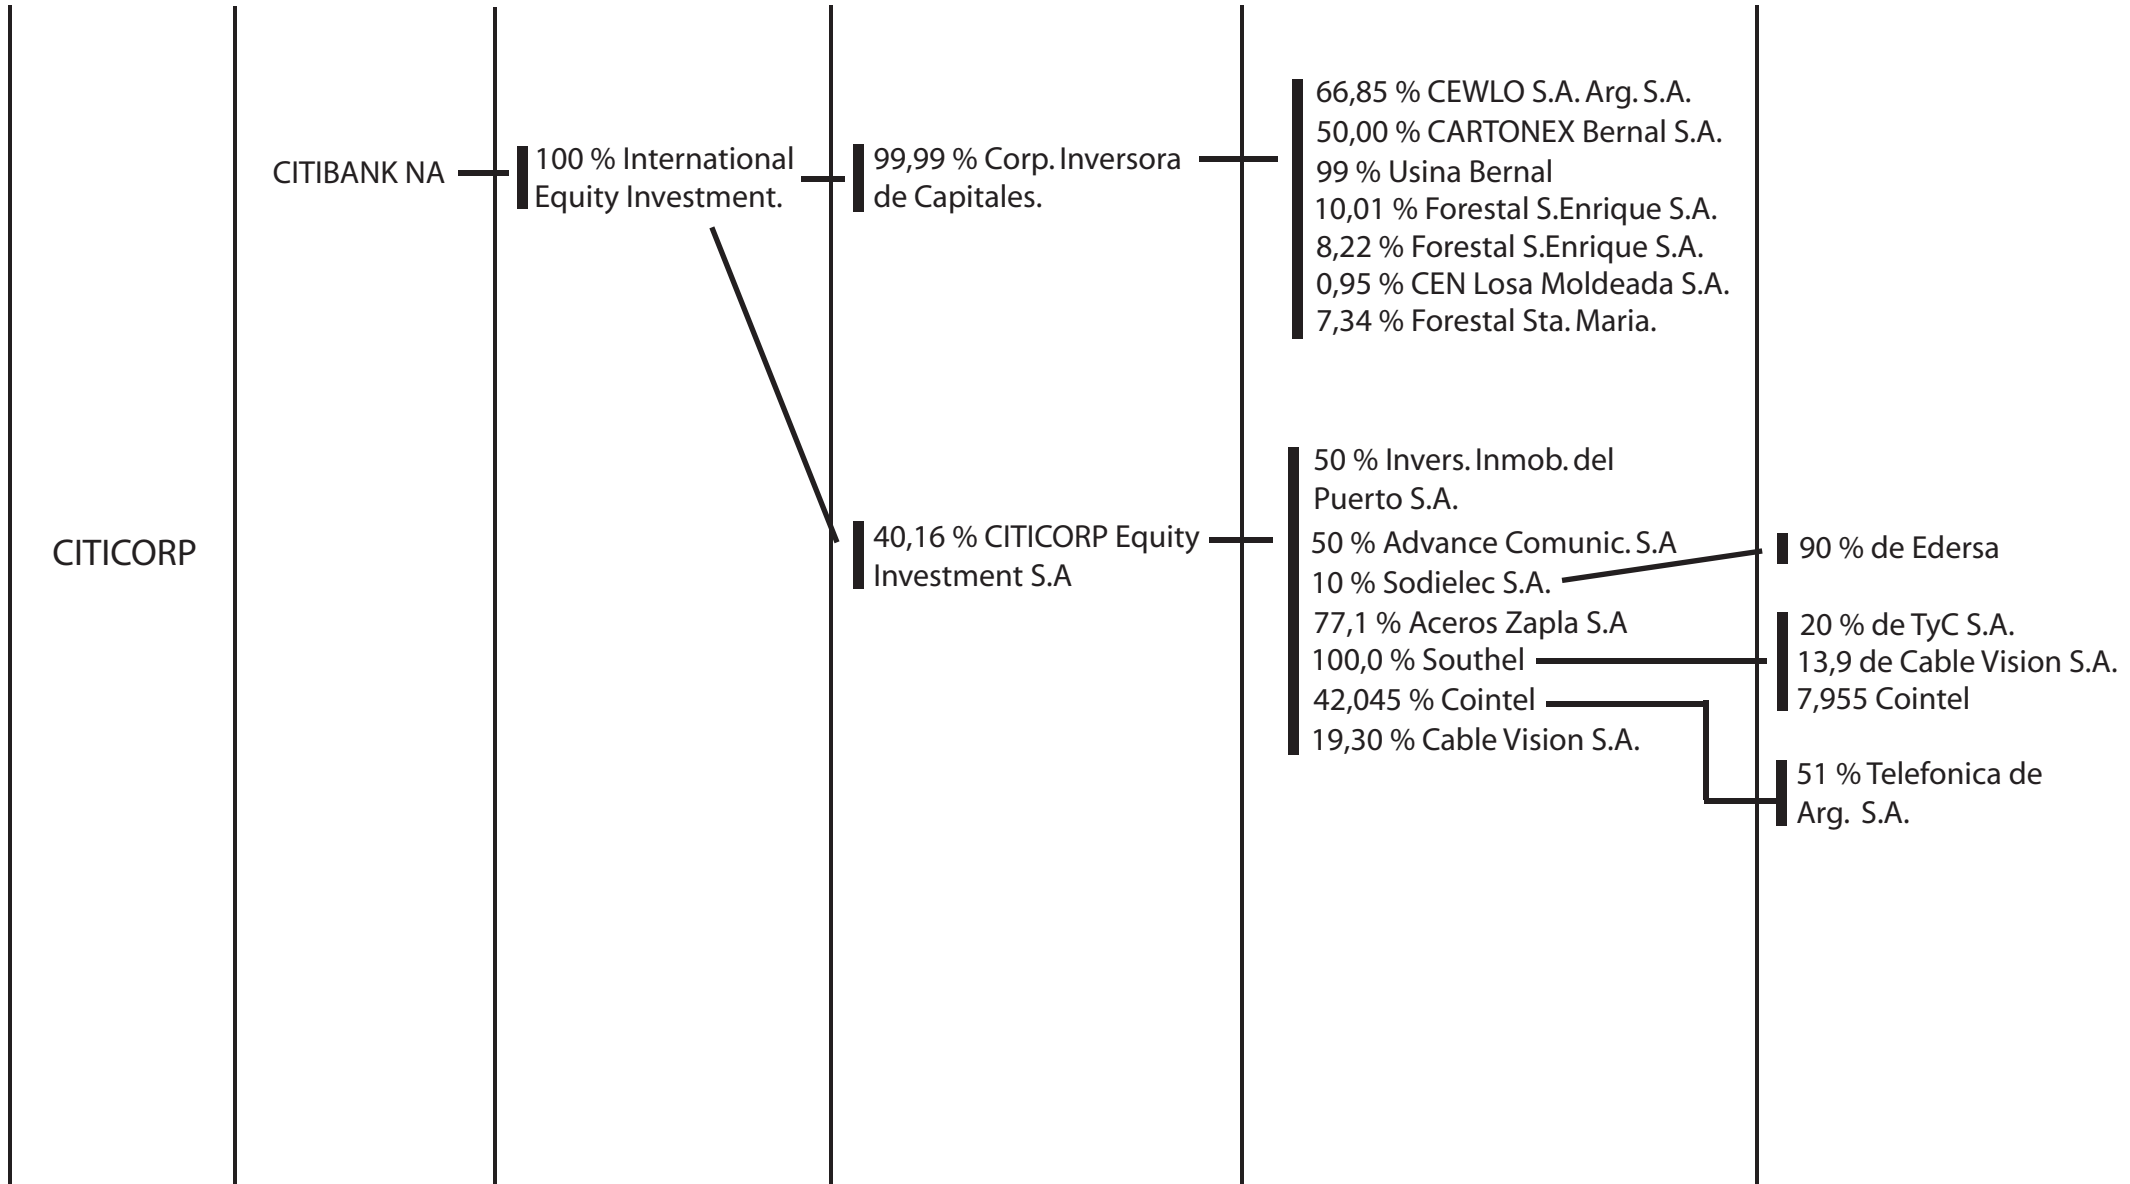 CITICORP
CITIBANK NA
100 % International
Equity Investment.
99,99 % Corp. Inversora
de Capitales.
66,85 % CEWLO S.A. Arg. S.A.
50,00 % CARTONEX Bernal S.A.
99 % Usina Bernal
10,01 % Forestal S.Enrique S.A.
8,22 % Forestal S.Enrique S.A.
0,95 % CEN Losa Moldeada S.A.
7,34 % Forestal Sta. Maria.
40,16 % CITICORP Equity
Investment S.A
50 % Invers. Inmob. del
Puerto S.A.
50 % Advance Comunic. S.A
10 % Sodielec S.A.
77,1 % Aceros Zapla S.A
100,0 % Southel
42,045 % Cointel
19,30 % Cable Vision S.A.
90 % de Edersa
20 % de TyC S.A.
13,9 de Cable Vision S.A.
7,955 Cointel
51 % Telefonica de
Arg. S.A.